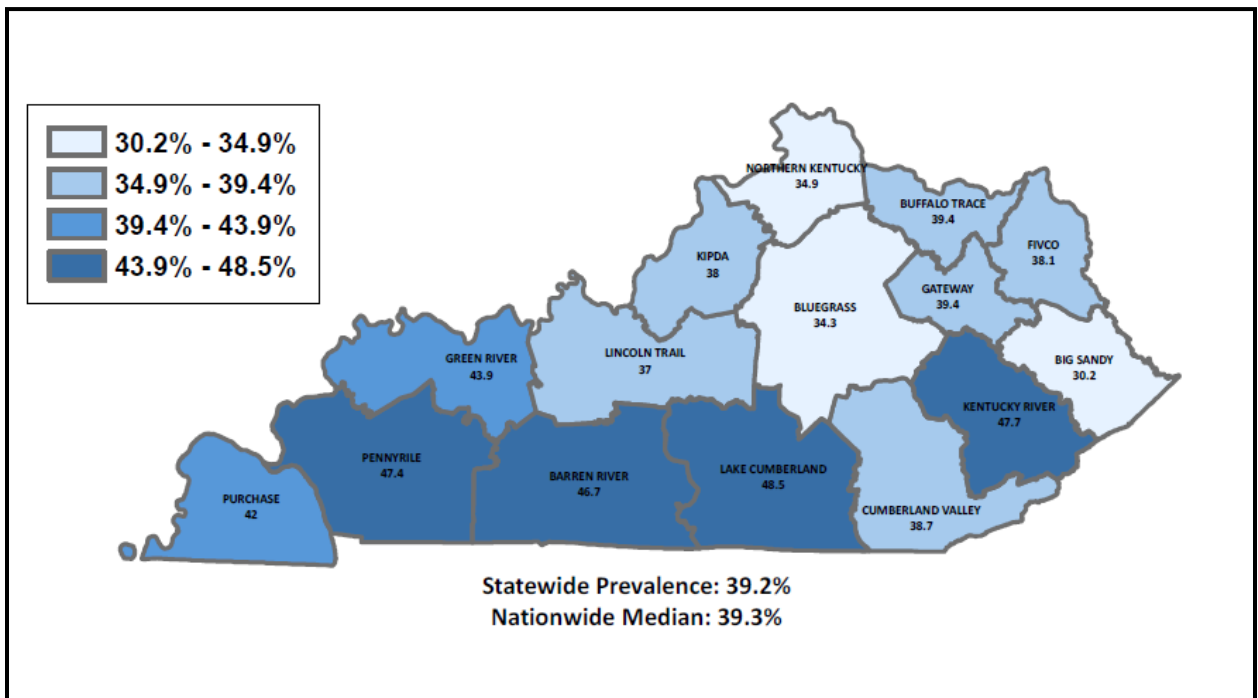 30.2% - 34.9%
34.9% - 39.4%
39.4% - 43.9%
43.9% - 48.5%
NORTHERN KENTUCKY
34.9
BUFFALO TRACE
39.4
FIVCO
38.1
KIPDA
38
GATEWAY
39.4
BLUEGRASS
34.3
LINCOLN TRAIL
37
GREEN RIVER
43.9
BIG SANDY
30.2
KENTUCKY RIVER
47.7
PENNYRILE
47.4
BARREN RIVER
46.7
LAKE CUMBERLAND
48.5
PURCHASE
42
CUMBERLAND VALLEY
38.7
Statewide Prevalence: 39.2%
Nationwide Median: 39.3%